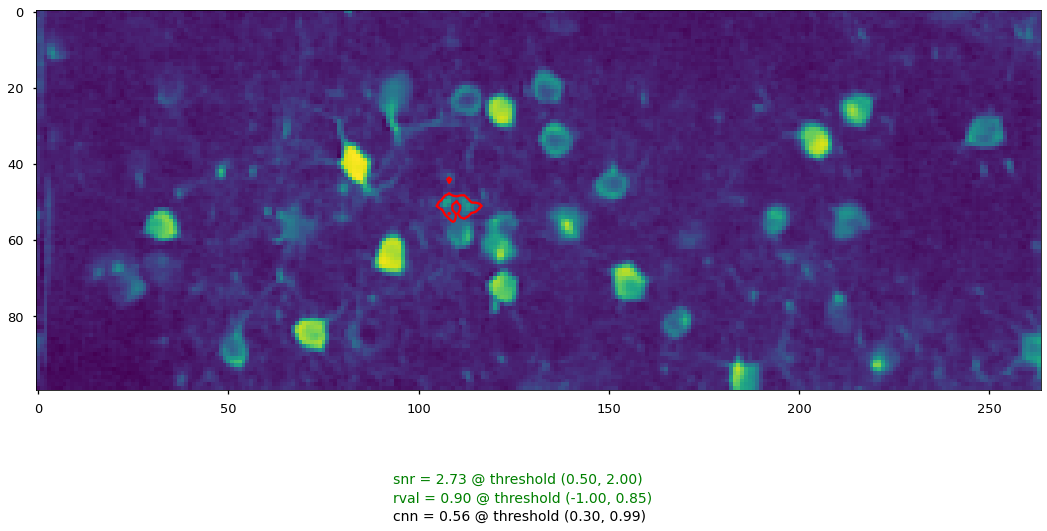 0
20
40
60
80
0 50 100 150 200 250
snr = 2.73 @ threshold (0.50, 2.00)
rval = 0.90 @ threshold (-1.00, 0.85)
cnn = 0.56 @ threshold (0.30, 0.99)